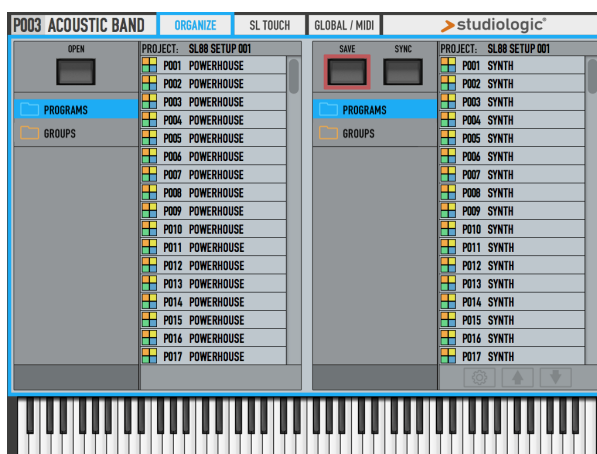 P003 ACOUSTIC BAND
ORGANIZE
SL TOUCH
GLOBAL / MIDI
studiologic®
OPEN
PROGRAMS
GROUPS
PROJECT: SL88 SETUP 001
P001 POWERHOUSE
P002 POWERHOUSE
P003 POWERHOUSE
P004 POWERHOUSE
P005 POWERHOUSE
P006 POWERHOUSE
P007 POWERHOUSE
P008 POWERHOUSE
P009 POWERHOUSE
P010 POWERHOUSE
P011 POWERHOUSE
P012 POWERHOUSE
P013 POWERHOUSE
P014 POWERHOUSE
P015 POWERHOUSE
P016 POWERHOUSE
P017 POWERHOUSE
SAVE
SYNC
PROGRAMS
GROUPS
PROJECT: SL88 SETUP 001
P001 SYNTH
P002 SYNTH
P003 SYNTH
P004 SYNTH
P005 SYNTH
P006 SYNTH
P007 SYNTH
P008 SYNTH
P009 SYNTH
P010 SYNTH
P011 SYNTH
P012 SYNTH
P013 SYNTH
P014 SYNTH
P015 SYNTH
P016 SYNTH
P017 SYNTH